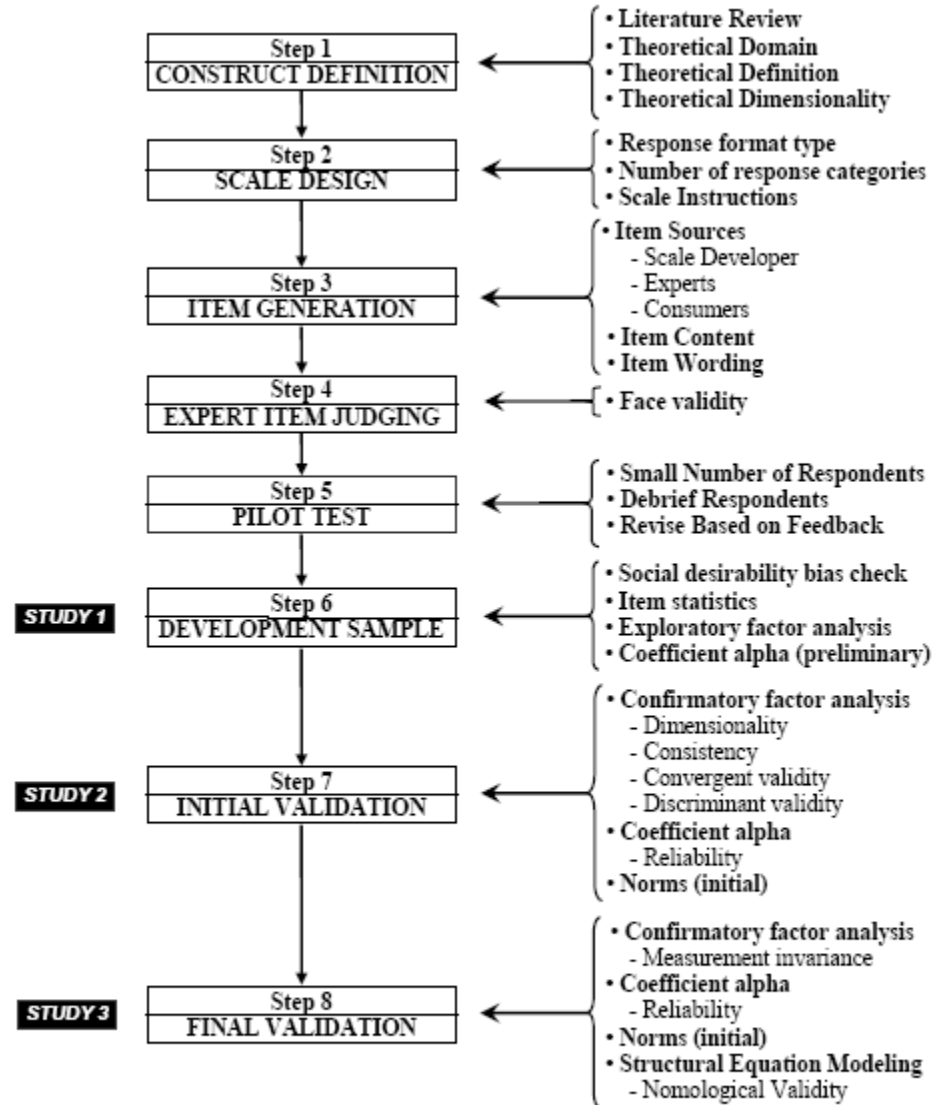 Step 1
CONSTRUCT DEFINITION
• Literature Review
• Theoretical Domain
• Theoretical Definition
• Theoretical Dimensionality
Step 2
SCALE DESIGN
• Response format type
• Number of response categories
• Scale Instructions
Step 3
ITEM GENERATION
• Item Sources
- Scale Developer
- Experts
- Consumers
• Item Content
• Item Wording
Step 4
EXPERT ITEM JUDGING
• Face validity
Step 5
PILOT TEST
• Small Number of Respondents
• Debrief Respondents
• Revise Based on Feedback
STUDY 1
Step 6
DEVELOPMENT SAMPLE
• Social desirability bias check
• Item statistics
• Exploratory factor analysis
• Coefficient alpha (preliminary)
STUDY 2
Step 7
INITIAL VALIDATION
• Confirmatory factor analysis
- Dimensionality
- Consistency
- Convergent validity
- Discriminant validity
• Coefficient alpha
- Reliability
• Norms (initial)
STUDY 3
Step 8
FINAL VALIDATION
• Confirmatory factor analysis
- Measurement invariance
• Coefficient alpha
- Reliability
• Norms (initial)
• Structural Equation Modeling
- Nomological Validity